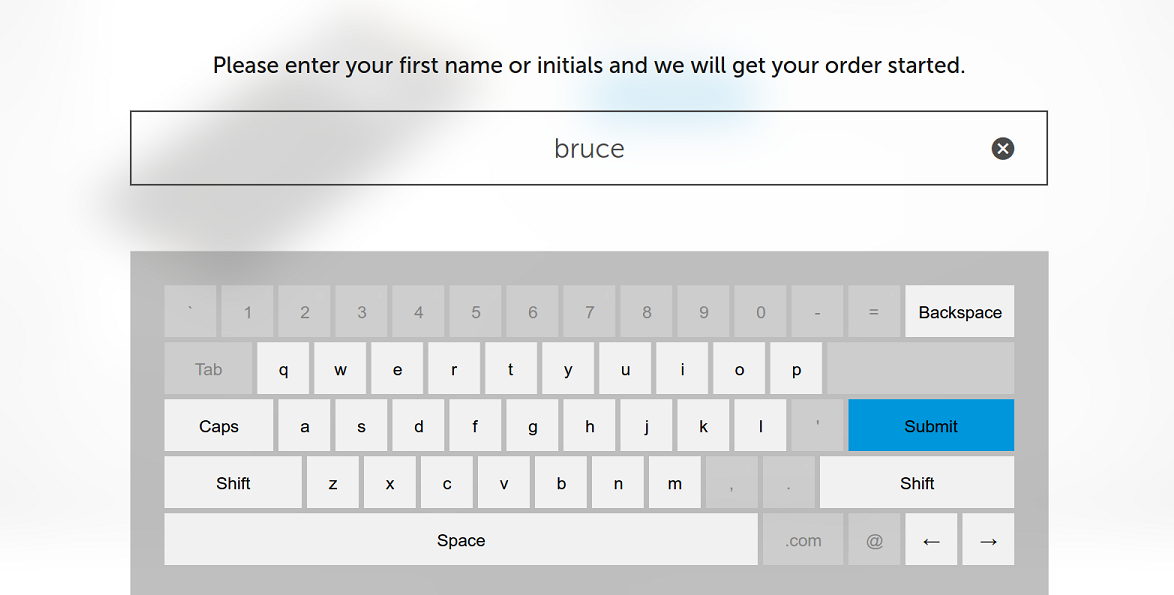 Please enter your first name or initials and we will get your order started.
bruce
` 1 2 3 4 5 6 7 8 9 0 - = Backspace
Tab q w e r t y u i o p
Caps a s d f g h j k l ' Submit
Shift z x c v b n m , . Shift
Space .com @ ← →